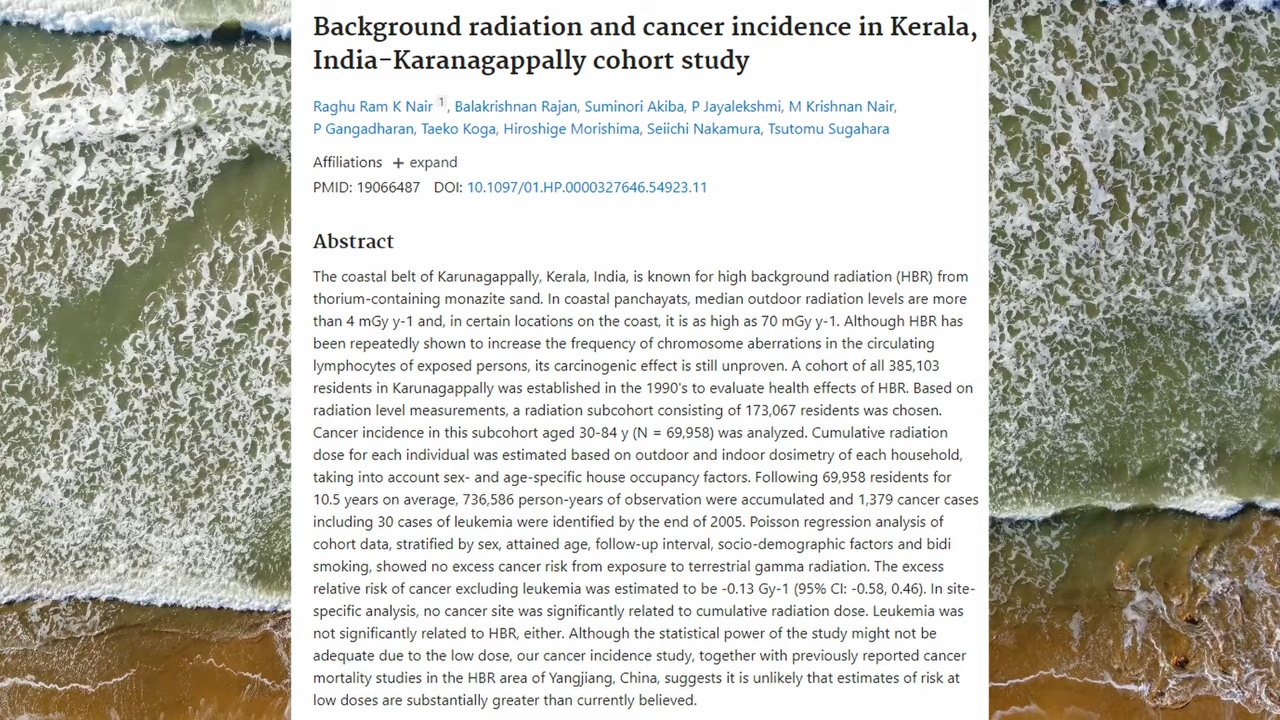 Background radiation and cancer incidence in Kerala,
India-Karanagappally cohort study
Raghu Ram K Nair 1, Balakrishnan Rajan, Suminori Akiba, P Jayalekshmi, M Krishnan Nair,
P Gangadharan, Taeko Koga, Hiroshige Morishima, Seiichi Nakamura, Tsutomu Sugahara
Affiliations + expand
PMID: 19066487 DOI: 10.1097/01.HP.0000327646.54923.11
Abstract
The coastal belt of Karunagappally, Kerala, India, is known for high background radiation (HBR) from
thorium-containing monazite sand. In coastal panchayats, median outdoor radiation levels are more
than 4 mGy y-1 and, in certain locations on the coast, it is as high as 70 mGy y-1. Although HBR has
been repeatedly shown to increase the frequency of chromosome aberrations in the circulating
lymphocytes of exposed persons, its carcinogenic effect is still unproven. A cohort of all 385,103
residents in Karunagappally was established in the 1990's to evaluate health effects of HBR. Based on
radiation level measurements, a radiation subcohort consisting of 173,067 residents was chosen.
Cancer incidence in this subcohort aged 30-84 y (N = 69,958) was analyzed. Cumulative radiation
dose for each individual was estimated based on outdoor and indoor dosimetry of each household,
taking into account sex- and age-specific house occupancy factors. Following 69,958 residents for
10.5 years on average, 736,586 person-years of observation were accumulated and 1,379 cancer cases
including 30 cases of leukemia were identified by the end of 2005. Poisson regression analysis of
cohort data, stratified by sex, attained age, follow-up interval, socio-demographic factors and bidi
smoking, showed no excess cancer risk from exposure to terrestrial gamma radiation. The excess
relative risk of cancer excluding leukemia was estimated to be -0.13 Gy-1 (95% CI: -0.58, 0.46). In site-
specific analysis, no cancer site was significantly related to cumulative radiation dose. Leukemia was
not significantly related to HBR, either. Although the statistical power of the study might not be
adequate due to the low dose, our cancer incidence study, together with previously reported cancer
mortality studies in the HBR area of Yangjiang, China, suggests it is unlikely that estimates of risk at
low doses are substantially greater than currently believed.